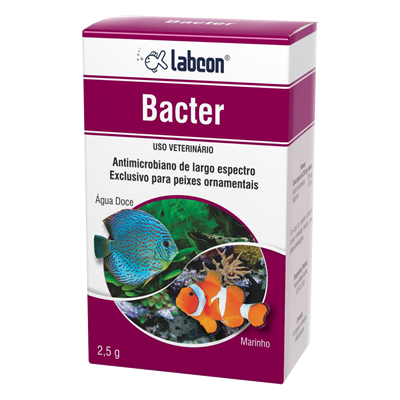 labcon®
Bacter
USO VETERINÁRIO
Antimicrobiano de largo espectro
Exclusivo para peixes ornamentais
Água Doce
Marinho
2,5 g